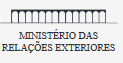 MINISTÉRIO DAS
RELAÇÕES EXTERIORES